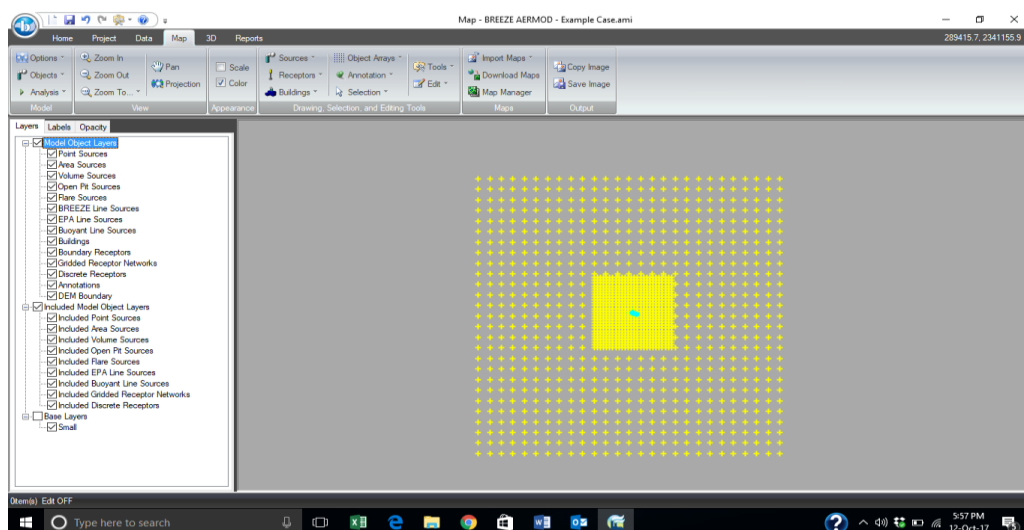 Map - BREEZE AERMOD - Example Case.ami
Home Project Data Map 3D Reports 289415.7, 2341155.9
Options Zoom In Pan Scale Sources Object Arrays Tools Import Maps Copy Image
Objects Zoom Out Projection Color Receptors Annotation Edit Download Maps Save Image
Analysis Zoom To... Buildings Selection Map Manager
Model View Appearance Drawing, Selection, and Editing Tools Maps Output
Layers Labels Opacity
Model Object Layers
Point Sources
Area Sources
Volume Sources
Open Pit Sources
Flare Sources
BREEZE Line Sources
EPA Line Sources
Buoyant Line Sources
Buildings
Boundary Receptors
Gridded Receptor Networks
Discrete Receptors
Annotations
DEM Boundary
Included Model Object Layers
Included Point Sources
Included Area Sources
Included Volume Sources
Included Open Pit Sources
Included Flare Sources
Included EPA Line Sources
Included Buoyant Line Sources
Included Gridded Receptor Networks
Included Discrete Receptors
Base Layers
Small
0item(s) Edit OFF
Type here to search 5:57 PM
12-Oct-17